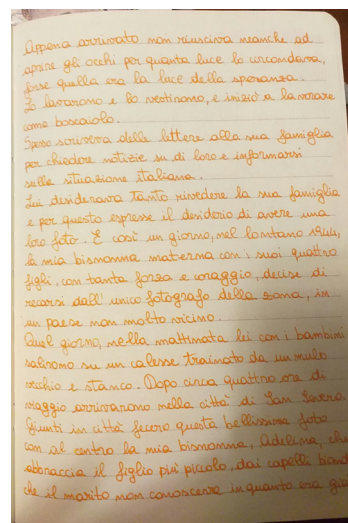 Appena arrivato non riusciva neanche ad
aprire gli occhi per quanta luce lo circondava,
forse quella era la luce della speranza.
Lo lavarono e lo vestirono, e iniziò a lavorare
come boscaiolo.
Spesso scriveva delle lettere alla sua famiglia
per chiedere notizie su di loro e informarsi
sulla situazione italiana.
Lui desiderava tanto rivedere la sua famiglia
e per questo espresse il desiderio di avere una
loro foto. E così un giorno, nel lontano 1944,
la mia bisnonna materna con i suoi quattro
figli, con tanta forza e coraggio, decise di
recarsi dall'unico fotografo della zona, in
un paese non molto vicino.
Quel giorno, nella mattinata lei con i bambini
salirono su un calesse trainato da un mulo
vecchio e stanco. Dopo circa quattro ore di
viaggio arrivarono nella città di San Severo.
Giunti in città fecero questa bellissima foto
con al centro la mia bisnonna, Adelina, che
abbraccia il figlio più piccolo, dai capelli biondi
che il marito non conosceva in quanto era già